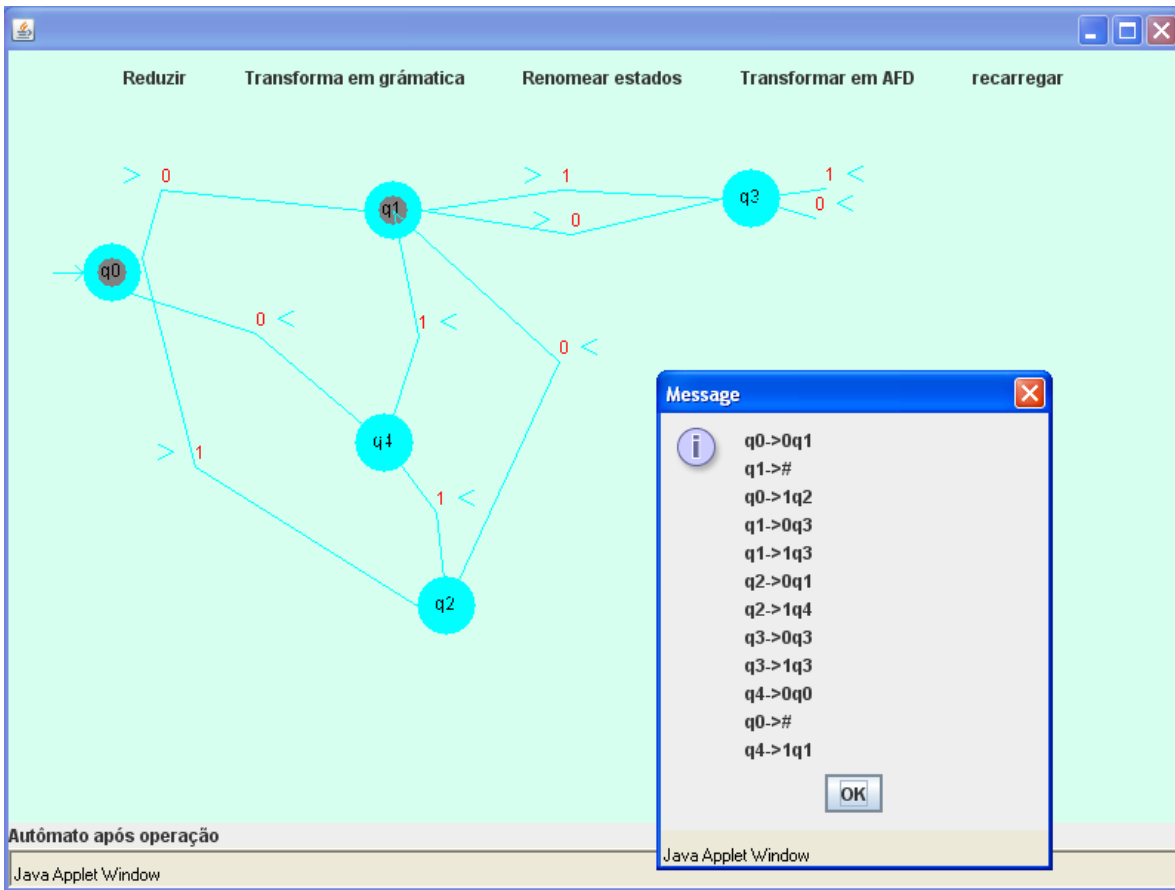 Reduzir Transforma em grámatica Renomear estados Transformar em AFD recarregar
> 0
> 1
1 <
q1
q3
> 0
0 <
q0
0 <
1 <
0 <
q4
> 1
1 <
q2
Message
q0->0q1
q1->#
q0->1q2
q1->0q3
q1->1q3
q2->0q1
q2->1q4
q3->0q3
q3->1q3
q4->0q0
q0->#
q4->1q1
OK
Java Applet Window
Autômato após operação
Java Applet Window